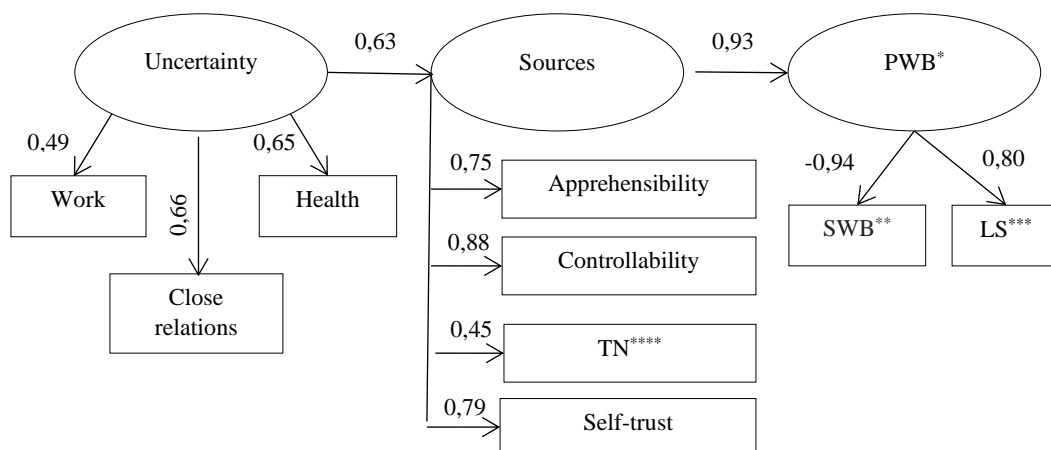 0,63
0,93
Uncertainty
Sources
PWB*
0,49
0,65
0,66
Work
Health
Close
relations
0,75
Apprehensibility
0,88
Controllability
0,45
TN****
0,79
Self-trust
-0,94
0,80
SWB**
LS***